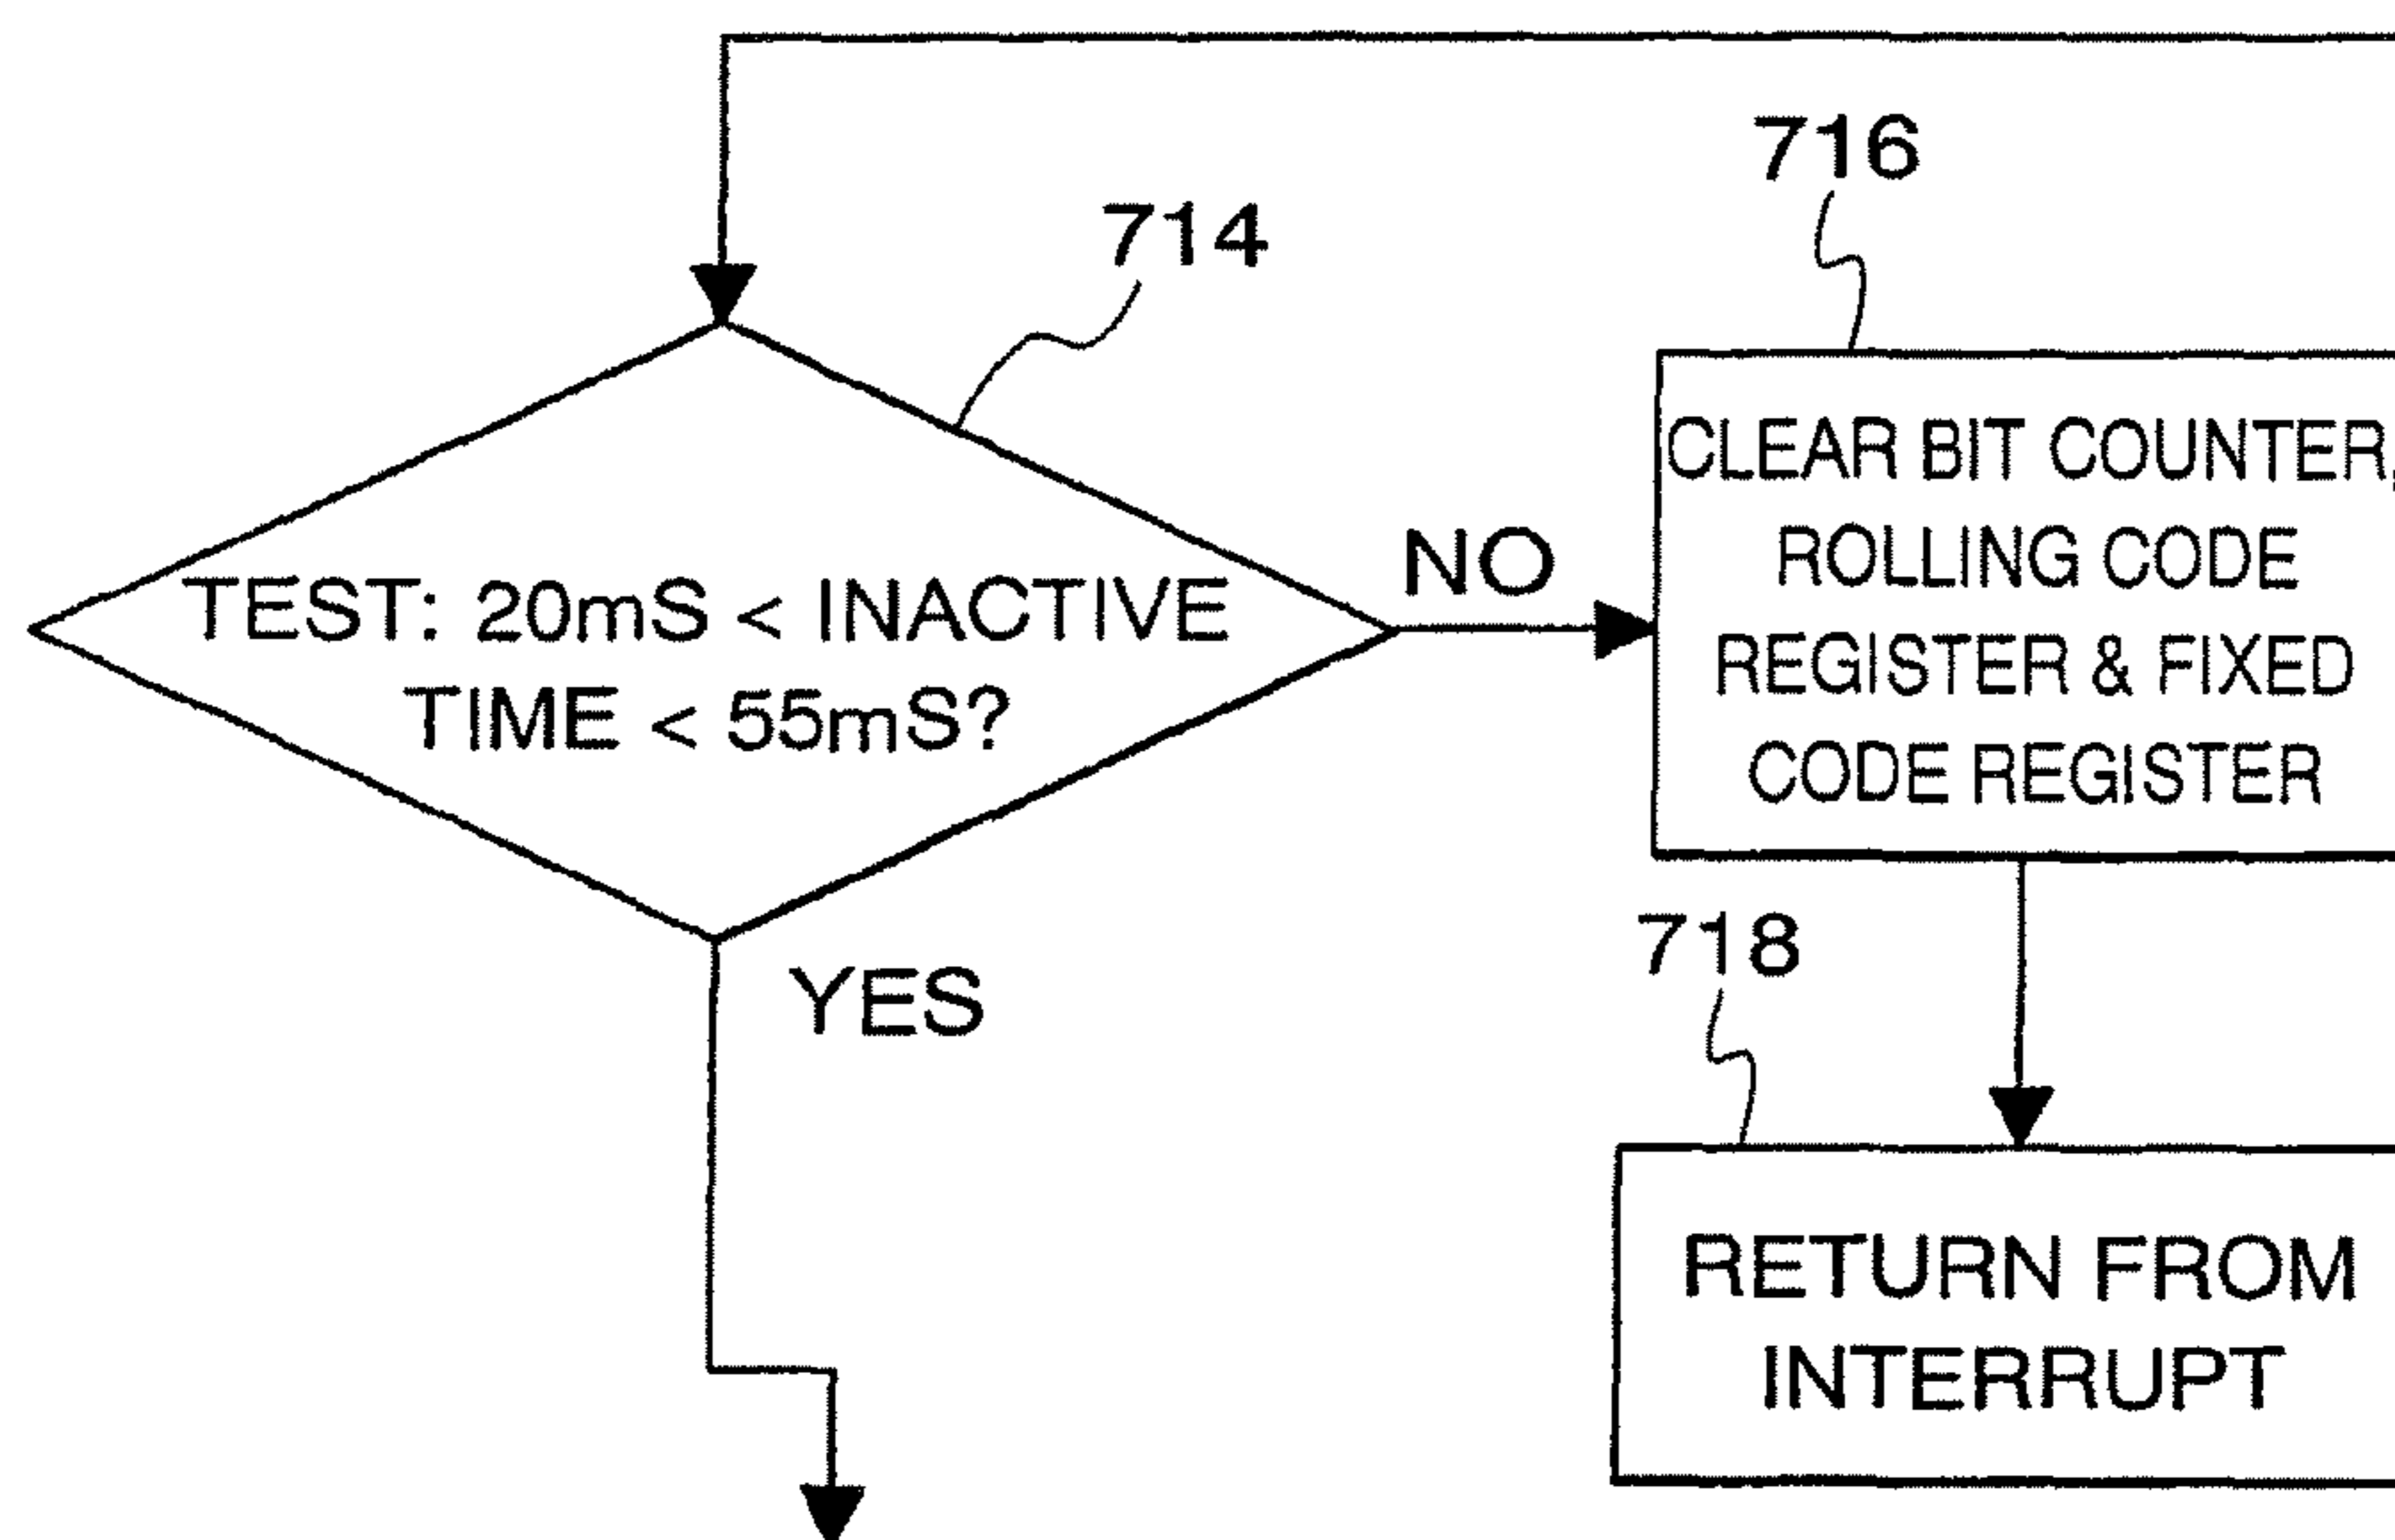 716
714
CLEAR BIT COUNTER,
ROLLING CODE
REGISTER & FIXED
CODE REGISTER
NO
TEST: 20mS < INACTIVE
TIME < 55mS?
YES
718
RETURN FROM
INTERRUPT